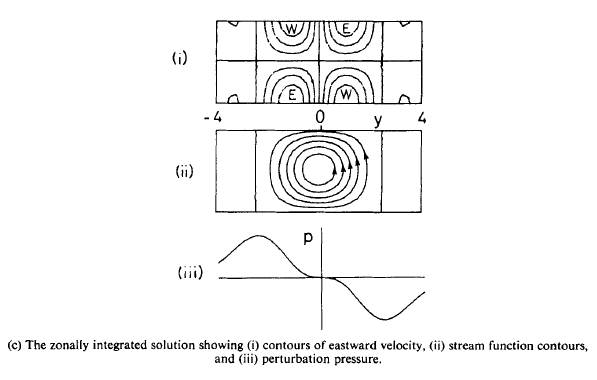 (i)
W
E
E
W
-4
0
y
4
(ii)
p
(iii)
(c) The zonally integrated solution showing (i) contours of eastward velocity, (ii) stream function contours,
and (iii) perturbation pressure.